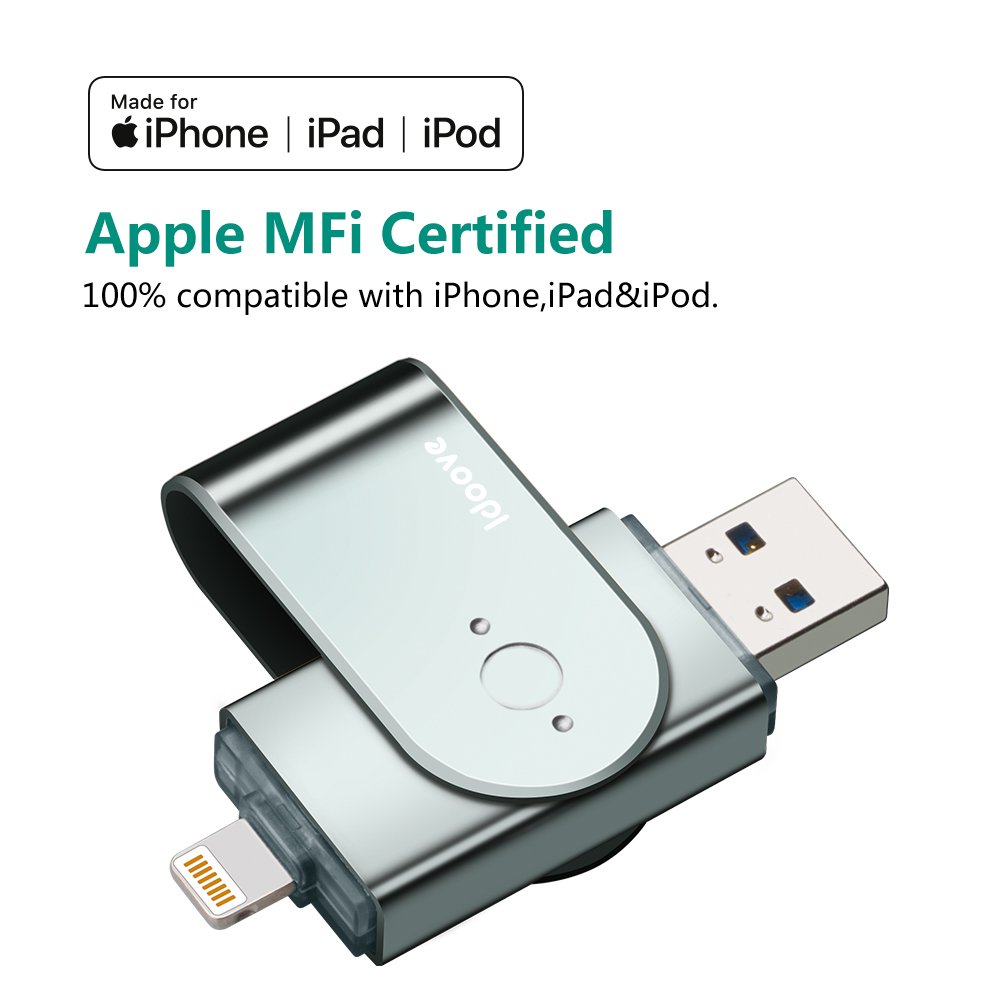 Made for
iPhone | iPad | iPod
Apple MFi Certified
100% compatible with iPhone,iPad&iPod.
Idoove